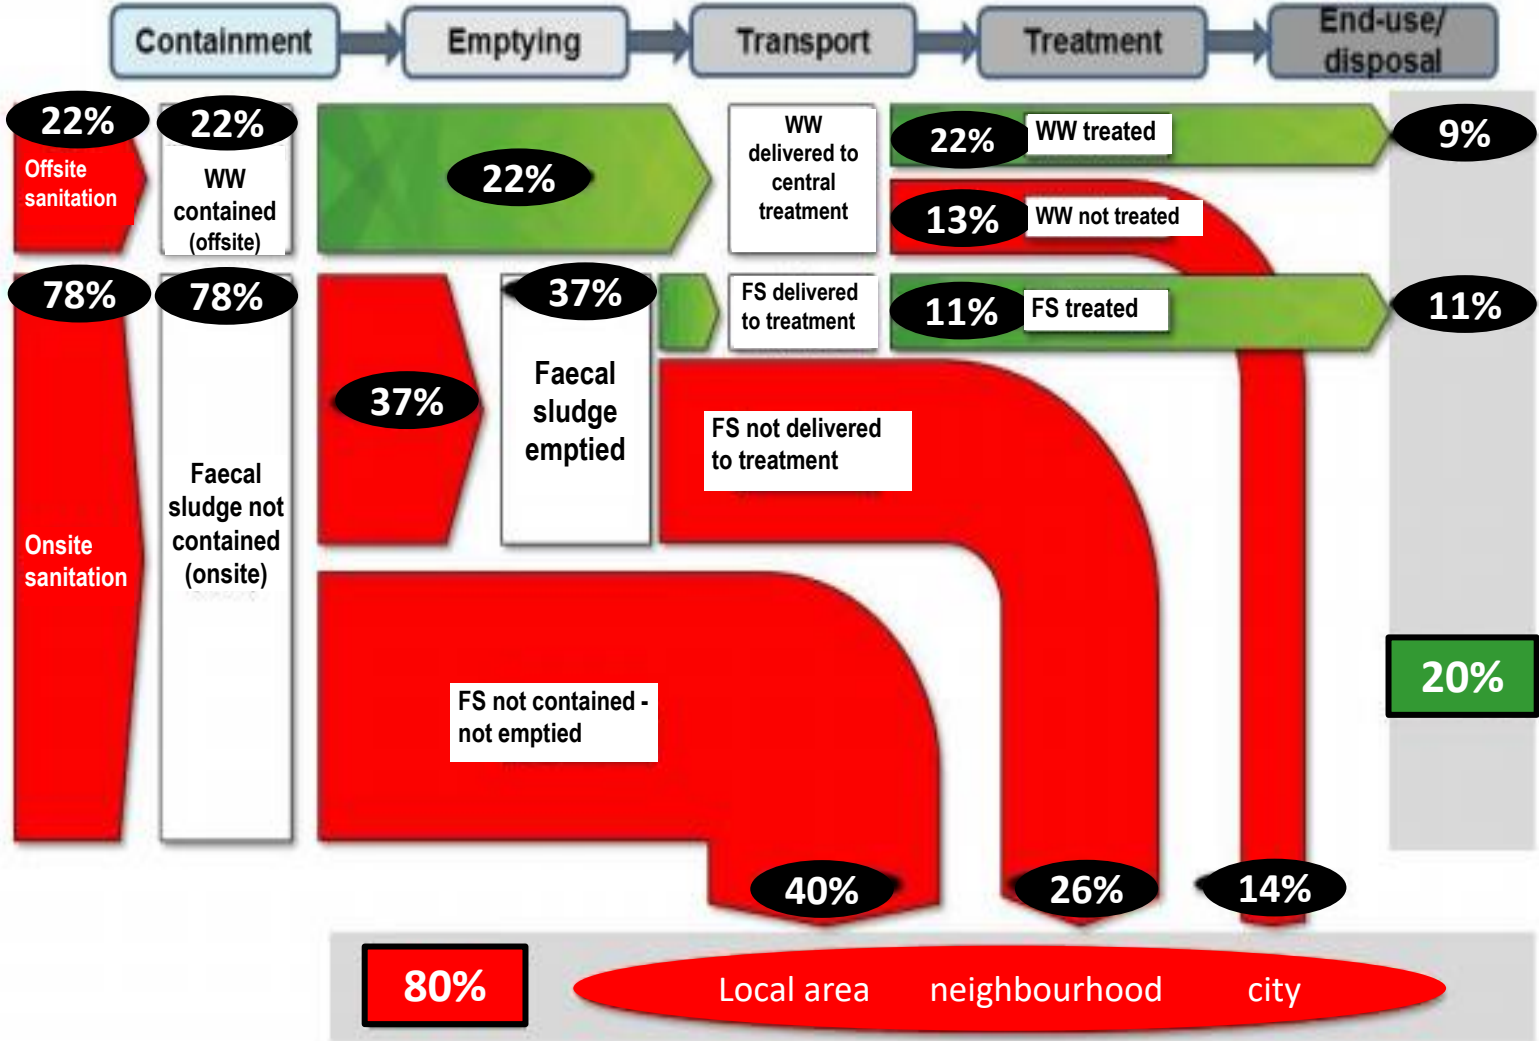 Containment
Emptying
Transport
Treatment
End-use/
disposal
22%
Offsite
sanitation
22%
WW
contained
(offsite)
22%
WW
delivered to
central
treatment
22%
WW treated
9%
13%
WW not treated
78%
Onsite
sanitation
78%
Faecal
sludge not
contained
(onsite)
37%
37%
Faecal
sludge
emptied
FS delivered
to treatment
11%
FS treated
11%
FS not delivered
to treatment
FS not contained -
not emptied
20%
40%
26%
14%
80%
Local area neighbourhood city